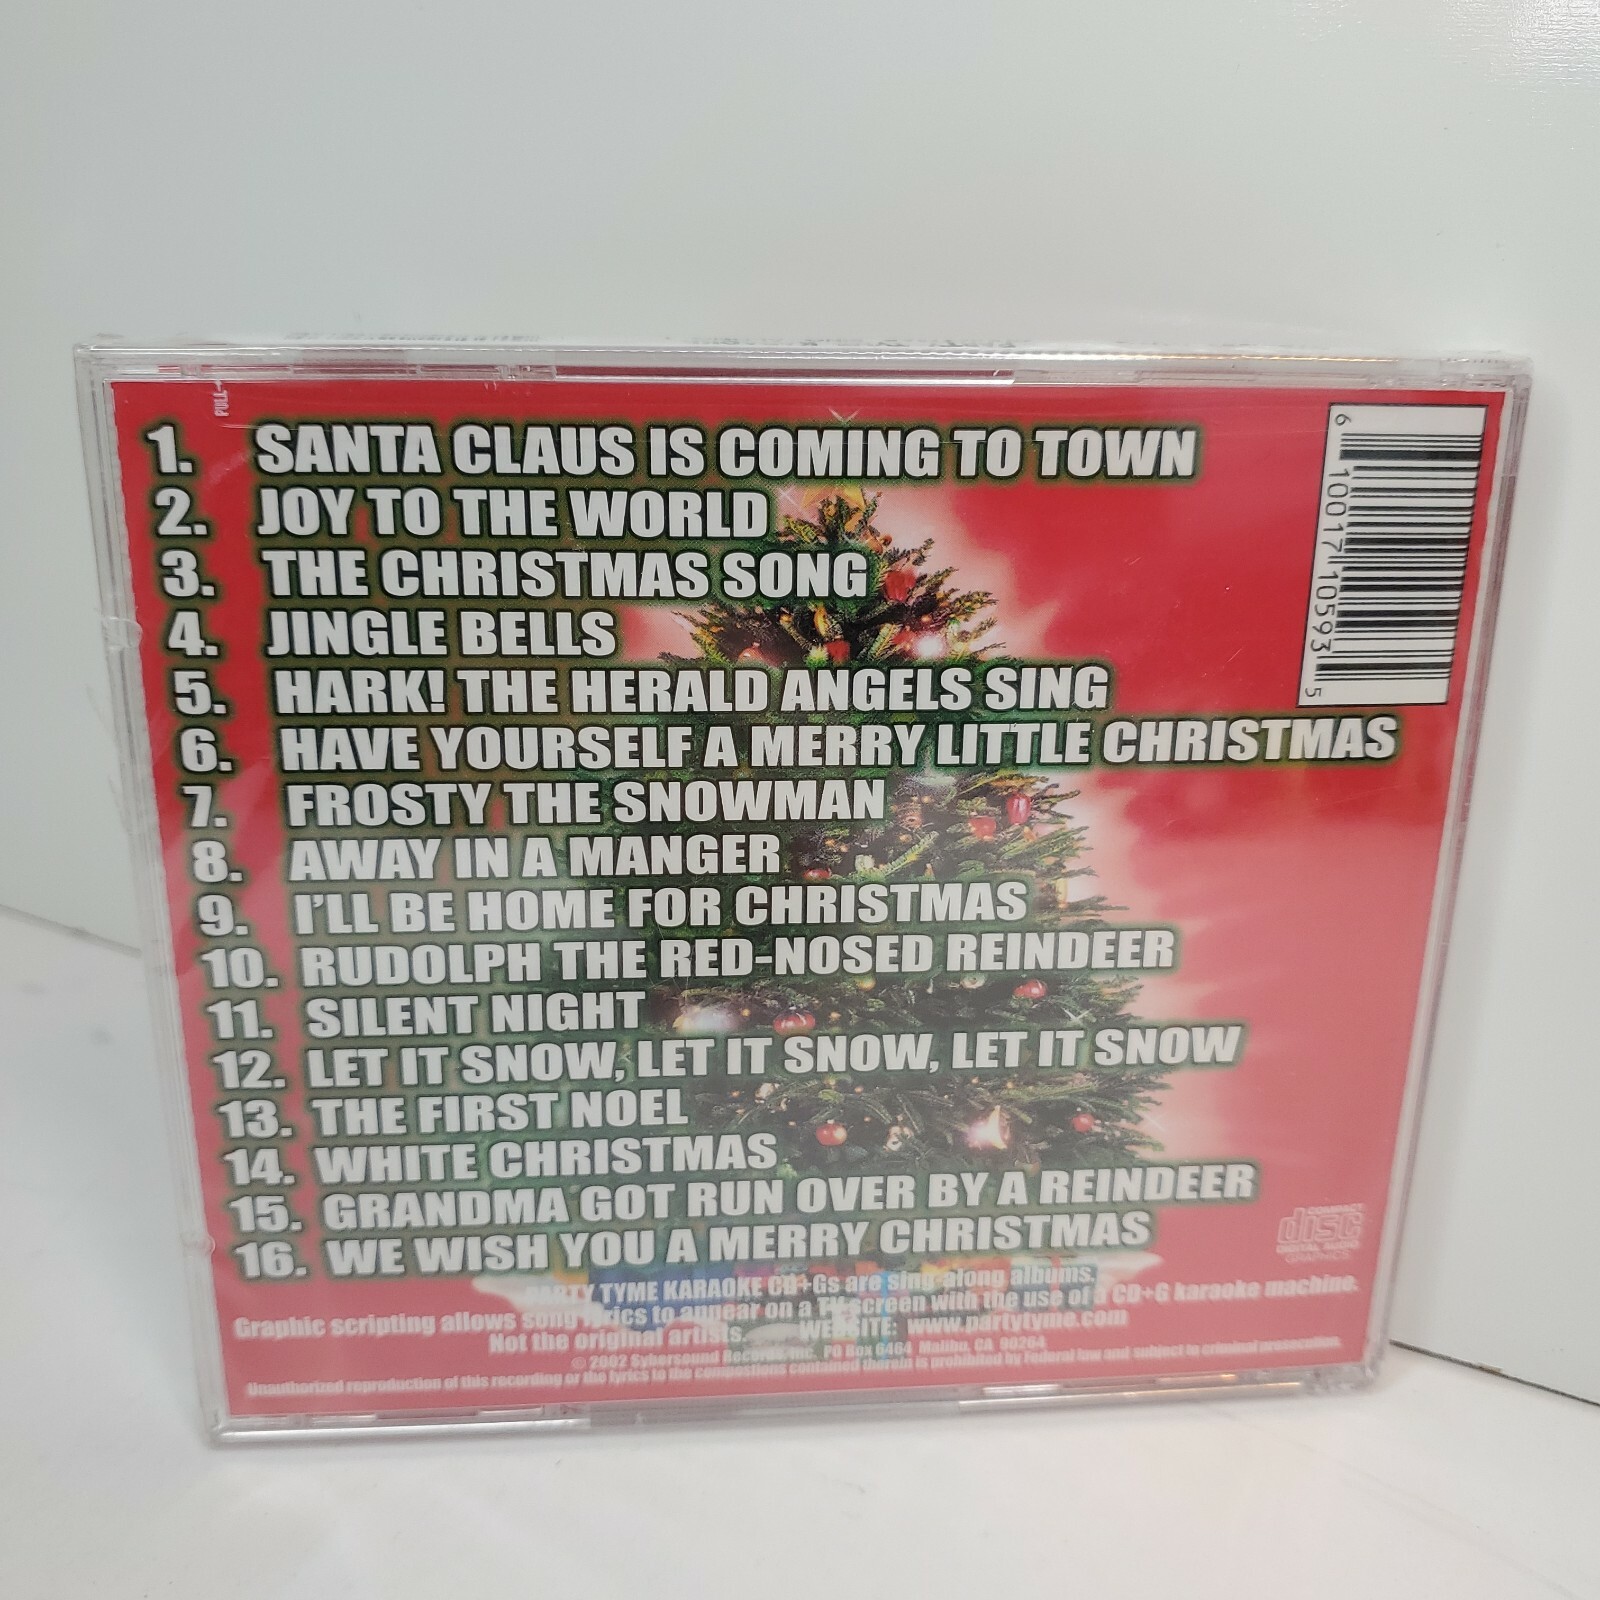 PULL
1. SANTA CLAUS IS COMING TO TOWN
2. JOY TO THE WORLD
3. THE CHRISTMAS SONG
4. JINGLE BELLS
5. HARK! THE HERALD ANGELS SING
6. HAVE YOURSELF A MERRY LITTLE CHRISTMAS
7. FROSTY THE SNOWMAN
8. AWAY IN A MANGER
9. I'LL BE HOME FOR CHRISTMAS
10. RUDOLPH THE RED-NOSED REINDEER
11. SILENT NIGHT
12. LET IT SNOW, LET IT SNOW, LET IT SNOW
13. THE FIRST NOEL
14. WHITE CHRISTMAS
15. GRANDMA GOT RUN OVER BY A REINDEER
16. WE WISH YOU A MERRY CHRISTMAS
6 10017 10593 5
COMPACT
disc
DIGITAL AUDIO
GRAPHICS
PARTY TYME KARAOKE CD+Gs are sing-along albums.
Graphic scripting allows song lyrics to appear on a TV screen with the use of a CD+G karaoke machine.
Not the original artists. WEBSITE: www.partytyme.com
© 2002 Sybersound Records, Inc. PO Box 6464 Malibu, CA 90264
Unauthorized reproduction of this recording or the lyrics to the compostions contained therein is prohibited by Federal law and subject to criminal prosecution.